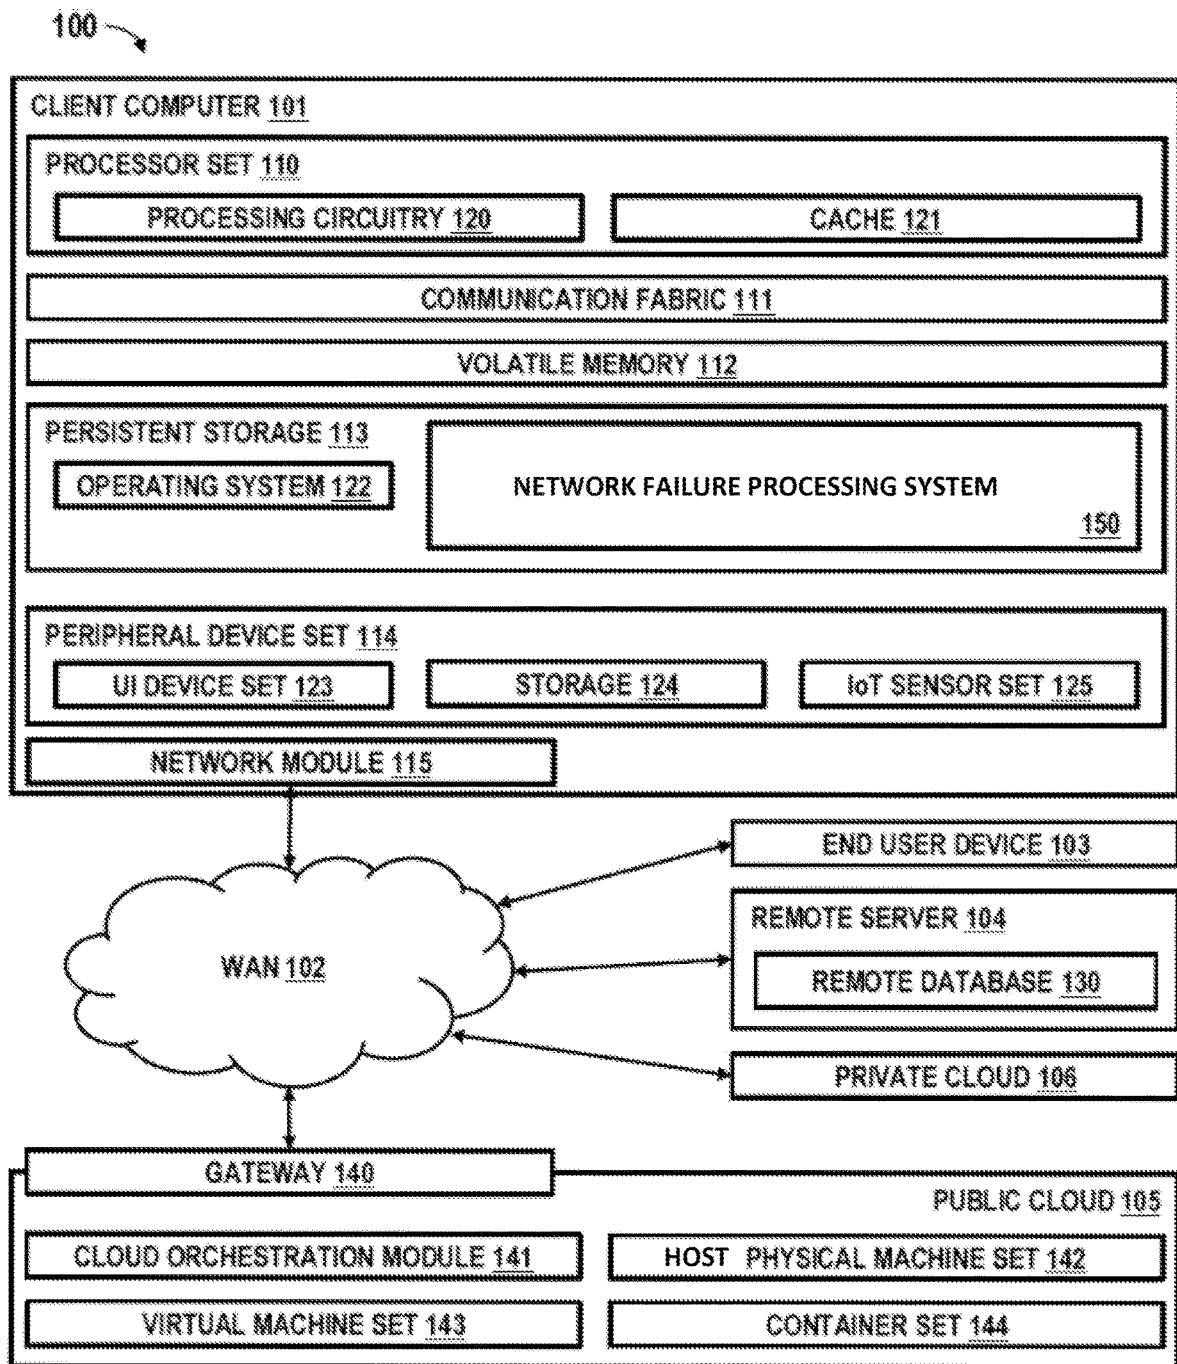 100
CLIENT COMPUTER 101
PROCESSOR SET 110
PROCESSING CIRCUITRY 120
CACHE 121
COMMUNICATION FABRIC 111
VOLATILE MEMORY 112
PERSISTENT STORAGE 113
OPERATING SYSTEM 122
NETWORK FAILURE PROCESSING SYSTEM
150
PERIPHERAL DEVICE SET 114
UI DEVICE SET 123
STORAGE 124
IoT SENSOR SET 125
NETWORK MODULE 115
END USER DEVICE 103
REMOTE SERVER 104
WAN 102
REMOTE DATABASE 130
PRIVATE CLOUD 106
GATEWAY 140
PUBLIC CLOUD 105
CLOUD ORCHESTRATION MODULE 141
HOST PHYSICAL MACHINE SET 142
VIRTUAL MACHINE SET 143
CONTAINER SET 144